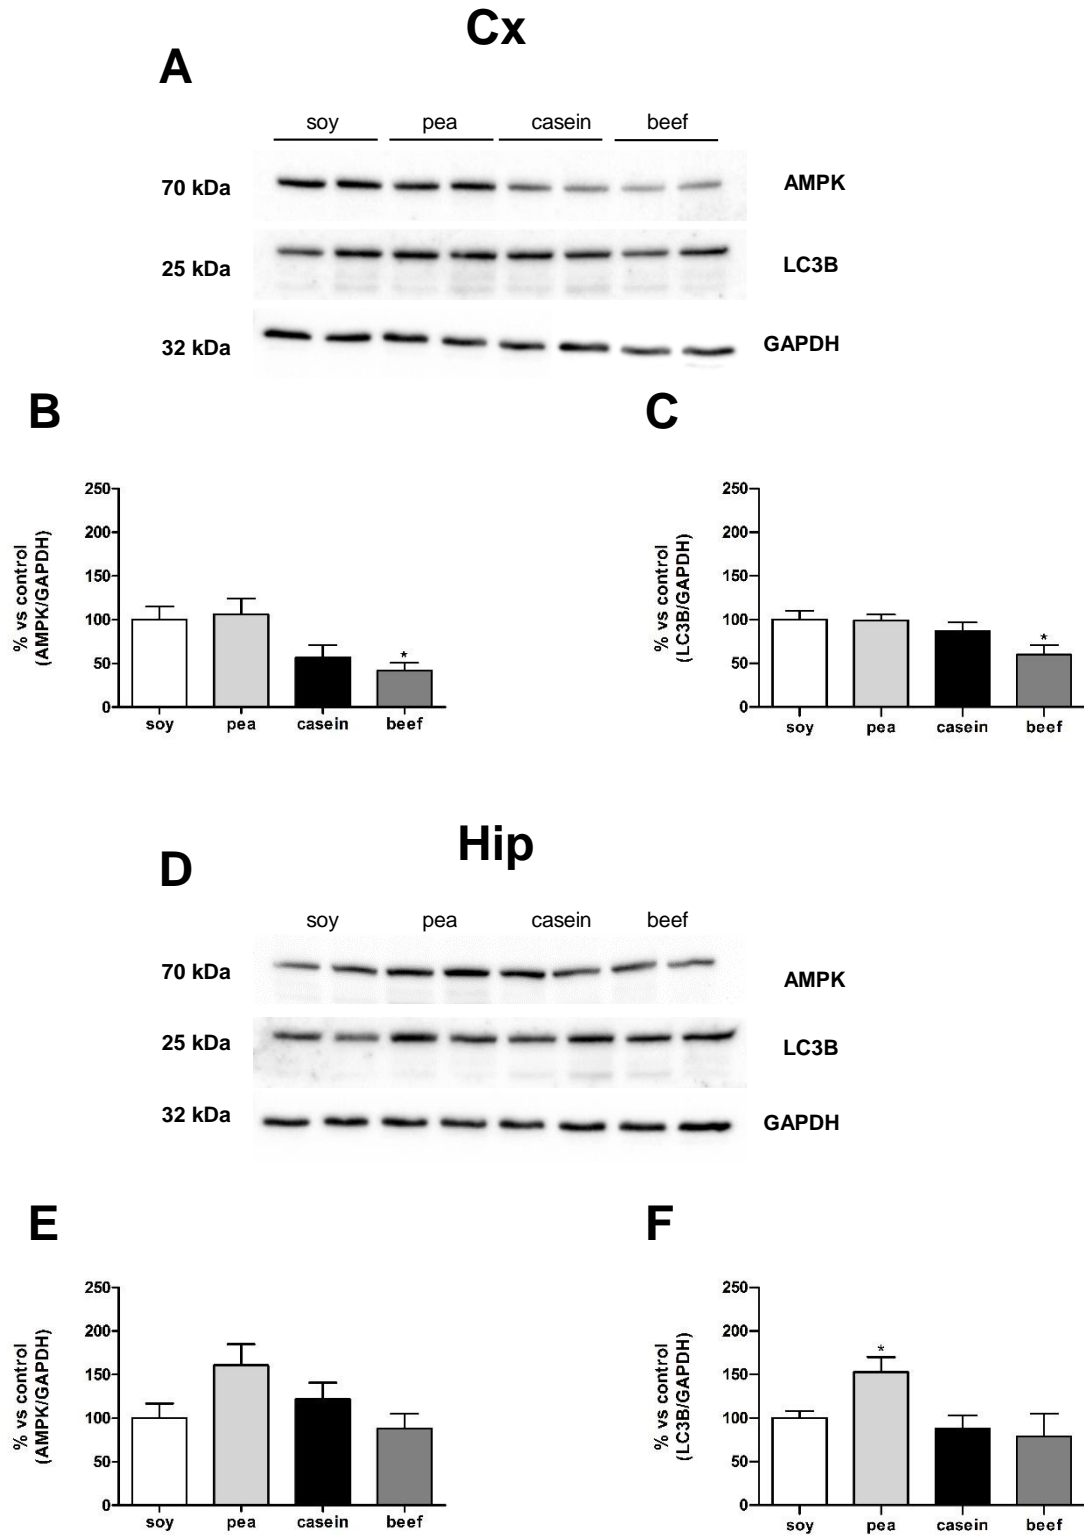 Cx
A
soy pea casein beef
70 kDa AMPK
25 kDa LC3B
32 kDa GAPDH
B
% vs control
(AMPK/GAPDH)
250
200
150
100
50
0
soy pea casein beef
*
C
% vs control
(LC3B/GAPDH)
250
200
150
100
50
0
soy pea casein beef
*
Hip
D
soy pea casein beef
70 kDa AMPK
25 kDa LC3B
32 kDa GAPDH
E
% vs control
(AMPK/GAPDH)
250
200
150
100
50
0
soy pea casein beef
F
% vs control
(LC3B/GAPDH)
250
200
150
100
50
0
soy pea casein beef
*